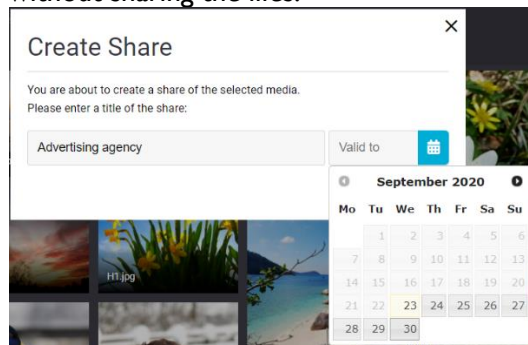 without sharing the files.
Create Share
You are about to create a share of the selected media.
Please enter a title of the share:
Advertising agency
Valid to
September 2020
Mo Tu We Th Fr Sa Su
1 2 3 4 5 6
7 8 9 10 11 12 13
14 15 16 17 18 19 20
21 22 23 24 25 26 27
28 29 30
H1.jpg